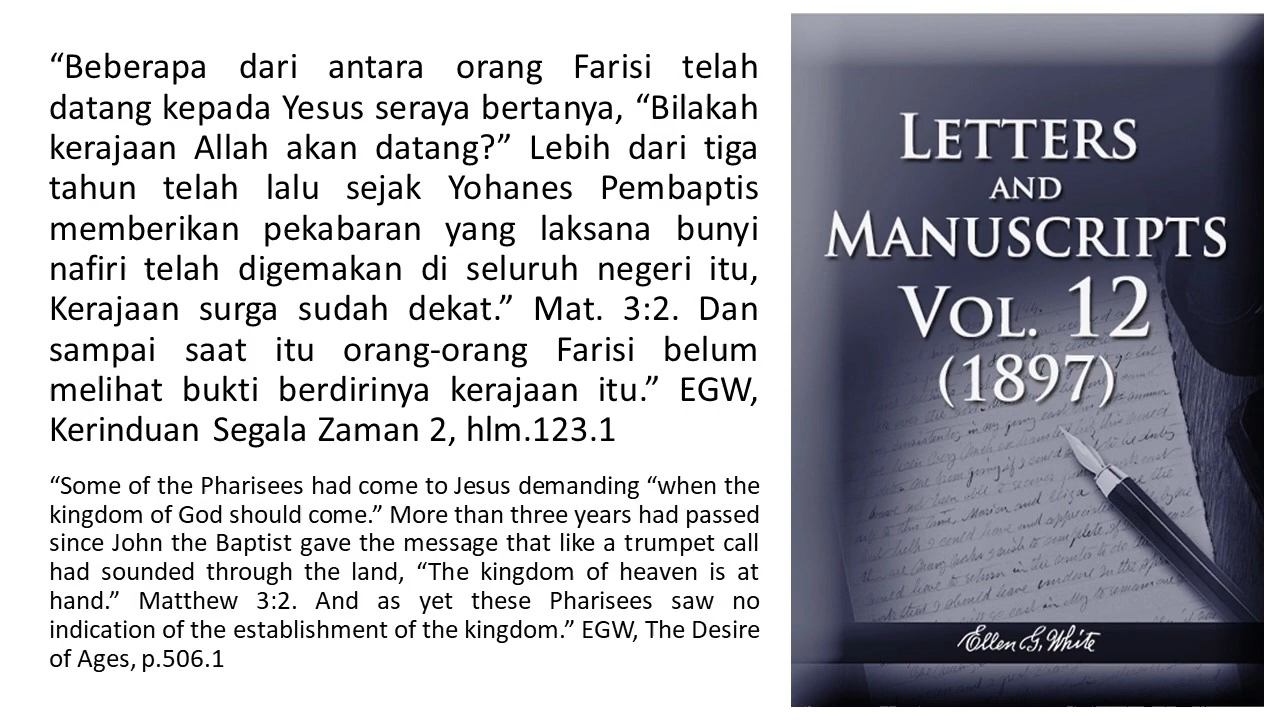 “Beberapa dari antara orang Farisi telah
datang kepada Yesus seraya bertanya, “Bilakah
kerajaan Allah akan datang?” Lebih dari tiga
tahun telah lalu sejak Yohanes Pembaptis
memberikan pekabaran yang laksana bunyi
nafiri telah digemakan di seluruh negeri itu,
Kerajaan surga sudah dekat.” Mat. 3:2. Dan
sampai saat itu orang-orang Farisi belum
melihat bukti berdirinya kerajaan itu.” EGW,
Kerinduan Segala Zaman 2, hlm.123.1
“Some of the Pharisees had come to Jesus demanding “when the
kingdom of God should come.” More than three years had passed
since John the Baptist gave the message that like a trumpet call
had sounded through the land, “The kingdom of heaven is at
hand.” Matthew 3:2. And as yet these Pharisees saw no
indication of the establishment of the kingdom.” EGW, The Desire
of Ages, p.506.1
LETTERS
AND
MANUSCRIPTS
VOL. 12
(1897)
Ellen G. White